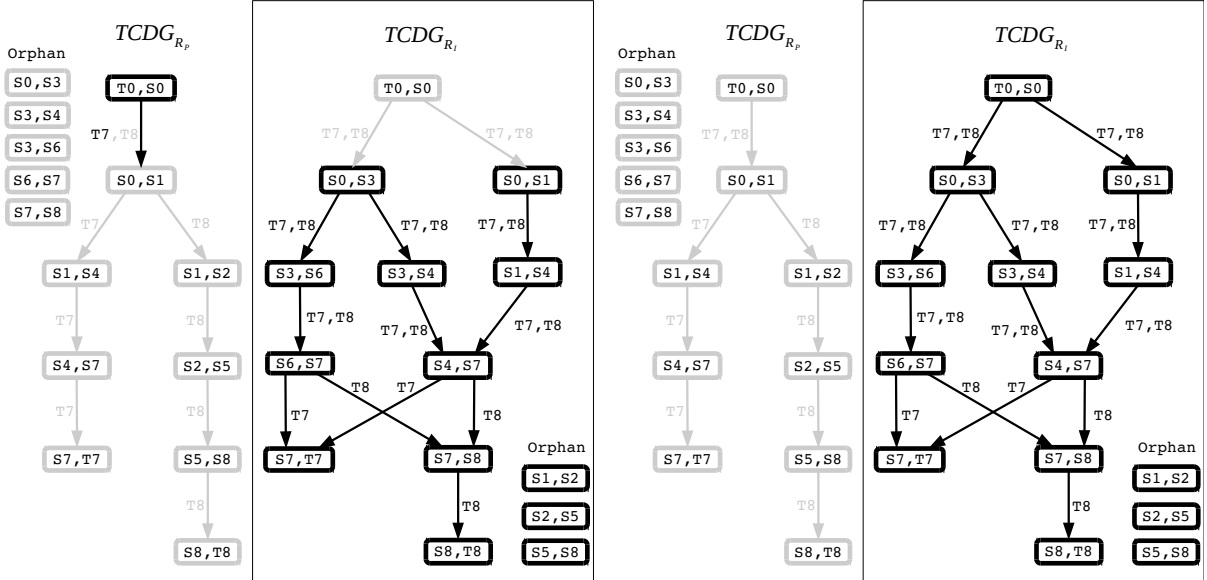 TCDG_{R_P}
Orphan
S0,S3
S3,S4
S3,S6
S6,S7
S7,S8
T0,S0
T7,T8
S0,S1
T7
T8
S1,S4
S1,S2
T7
T8
S4,S7
S2,S5
T7
T8
S7,T7
S5,S8
T8
S8,T8
TCDG_{R_I}
T0,S0
T7,T8
T7,T8
S0,S3
S0,S1
T7,T8
T7,T8
T7,T8
S3,S6
S3,S4
S1,S4
T7,T8
T7,T8
T7,T8
S6,S7
S4,S7
T8
T7
T7
T8
S7,T7
S7,S8
Orphan
S1,S2
S2,S5
S5,S8
T8
S8,T8
TCDG_{R_P}
Orphan
S0,S3
S3,S4
S3,S6
S6,S7
S7,S8
T0,S0
T7,T8
S0,S1
T7
T8
S1,S4
S1,S2
T7
T8
S4,S7
S2,S5
T7
T8
S7,T7
S5,S8
T8
S8,T8
TCDG_{R_I}
T0,S0
T7,T8
T7,T8
S0,S3
S0,S1
T7,T8
T7,T8
T7,T8
S3,S6
S3,S4
S1,S4
T7,T8
T7,T8
T7,T8
S6,S7
S4,S7
T8
T7
T7
T8
S7,T7
S7,S8
Orphan
S1,S2
S2,S5
S5,S8
T8
S8,T8